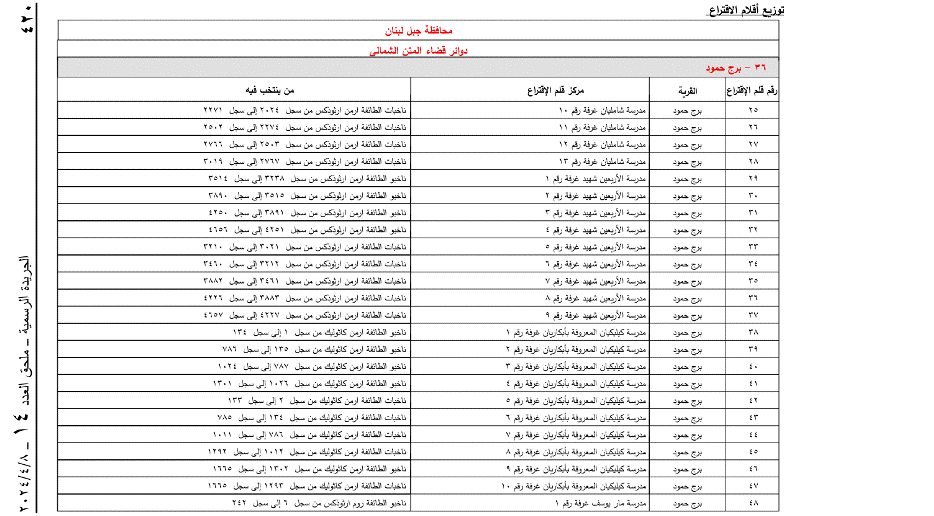 توزيع أقلام الاقتراع
محافظة جبل لبنان
دوائر قضاء المتن الشمالي
٣٦ - برج حمود
رقم قلم الإقتراع القرية مركز قلم الإقتراع من ينتخب فيه
٢٥ برج حمود مدرسة شامليان غرفة رقم ١٠ ناخبات الطائفة ارمن ارثوذكس من سجل ٢٠٢٤ إلى سجل ٢٢٧١
٢٦ برج حمود مدرسة شامليان غرفة رقم ١١ ناخبات الطائفة ارمن ارثوذكس من سجل ٢٢٧٤ إلى سجل ٢٥٠٢
٢٧ برج حمود مدرسة شامليان غرفة رقم ١٢ ناخبات الطائفة ارمن ارثوذكس من سجل ٢٥٠٣ إلى سجل ٢٧٦٦
٢٨ برج حمود مدرسة شامليان غرفة رقم ١٣ ناخبات الطائفة ارمن ارثوذكس من سجل ٢٧٦٧ إلى سجل ٣٠١٩
٢٩ برج حمود مدرسة الأربعين شهيد غرفة رقم ١ ناخبو الطائفة ارمن ارثوذكس من سجل ٣٢٣٨ إلى سجل ٣٥١٤
٣٠ برج حمود مدرسة الأربعين شهيد غرفة رقم ٢ ناخبو الطائفة ارمن ارثوذكس من سجل ٣٥١٥ إلى سجل ٣٨٩٠
٣١ برج حمود مدرسة الأربعين شهيد غرفة رقم ٣ ناخبو الطائفة ارمن ارثوذكس من سجل ٣٨٩١ إلى سجل ٤٢٥٠
٣٢ برج حمود مدرسة الأربعين شهيد غرفة رقم ٤ ناخبو الطائفة ارمن ارثوذكس من سجل ٤٢٥١ إلى سجل ٤٦٥٦
٣٣ برج حمود مدرسة الأربعين شهيد غرفة رقم ٥ ناخبات الطائفة ارمن ارثوذكس من سجل ٣٠٢١ إلى سجل ٣٢١٠
٣٤ برج حمود مدرسة الأربعين شهيد غرفة رقم ٦ ناخبات الطائفة ارمن ارثوذكس من سجل ٣٢١٢ إلى سجل ٣٤٦٠
٣٥ برج حمود مدرسة الأربعين شهيد غرفة رقم ٧ ناخبات الطائفة ارمن ارثوذكس من سجل ٣٤٦١ إلى سجل ٣٨٨٢
٣٦ برج حمود مدرسة الأربعين شهيد غرفة رقم ٨ ناخبات الطائفة ارمن ارثوذكس من سجل ٣٨٨٣ إلى سجل ٤٢٢٦
٣٧ برج حمود مدرسة الأربعين شهيد غرفة رقم ٩ ناخبات الطائفة ارمن ارثوذكس من سجل ٤٢٢٧ إلى سجل ٤٦٥٧
٣٨ برج حمود مدرسة كيليكيان المعروفة بأبكاريان غرفة رقم ١ ناخبو الطائفة ارمن كاثوليك من سجل ١ إلى سجل ١٣٤
٣٩ برج حمود مدرسة كيليكيان المعروفة بأبكاريان غرفة رقم ٢ ناخبو الطائفة ارمن كاثوليك من سجل ١٣٥ إلى سجل ٧٨٦
٤٠ برج حمود مدرسة كيليكيان المعروفة بأبكاريان غرفة رقم ٣ ناخبو الطائفة ارمن كاثوليك من سجل ٧٨٧ إلى سجل ١٠٢٤
٤١ برج حمود مدرسة كيليكيان المعروفة بأبكاريان غرفة رقم ٤ ناخبو الطائفة ارمن كاثوليك من سجل ١٠٢٦ إلى سجل ١٣٠١
٤٢ برج حمود مدرسة كيليكيان المعروفة بأبكاريان غرفة رقم ٥ ناخبات الطائفة ارمن كاثوليك من سجل ٢ إلى سجل ١٣٣
٤٣ برج حمود مدرسة كيليكيان المعروفة بأبكاريان غرفة رقم ٦ ناخبات الطائفة ارمن كاثوليك من سجل ١٣٤ إلى سجل ٧٨٥
٤٤ برج حمود مدرسة كيليكيان المعروفة بأبكاريان غرفة رقم ٧ ناخبات الطائفة ارمن كاثوليك من سجل ٧٨٦ إلى سجل ١٠١١
٤٥ برج حمود مدرسة كيليكيان المعروفة بأبكاريان غرفة رقم ٨ ناخبات الطائفة ارمن كاثوليك من سجل ١٠١٢ إلى سجل ١٢٩٢
٤٦ برج حمود مدرسة كيليكيان المعروفة بأبكاريان غرفة رقم ٩ ناخبو الطائفة ارمن كاثوليك من سجل ١٣٠٢ إلى سجل ١٦٦٥
٤٧ برج حمود مدرسة كيليكيان المعروفة بأبكاريان غرفة رقم ١٠ ناخبات الطائفة ارمن كاثوليك من سجل ١٢٩٣ إلى سجل ١٦٦٥
٤٨ برج حمود مدرسة مار يوسف غرفة رقم ١ ناخبو الطائفة روم ارثوذكس من سجل ٦ إلى سجل ٢٤٢
٤٢٠
الجريدة الرسمية - ملحق العدد ١٤ - ٢٠٢٤/٤/٨